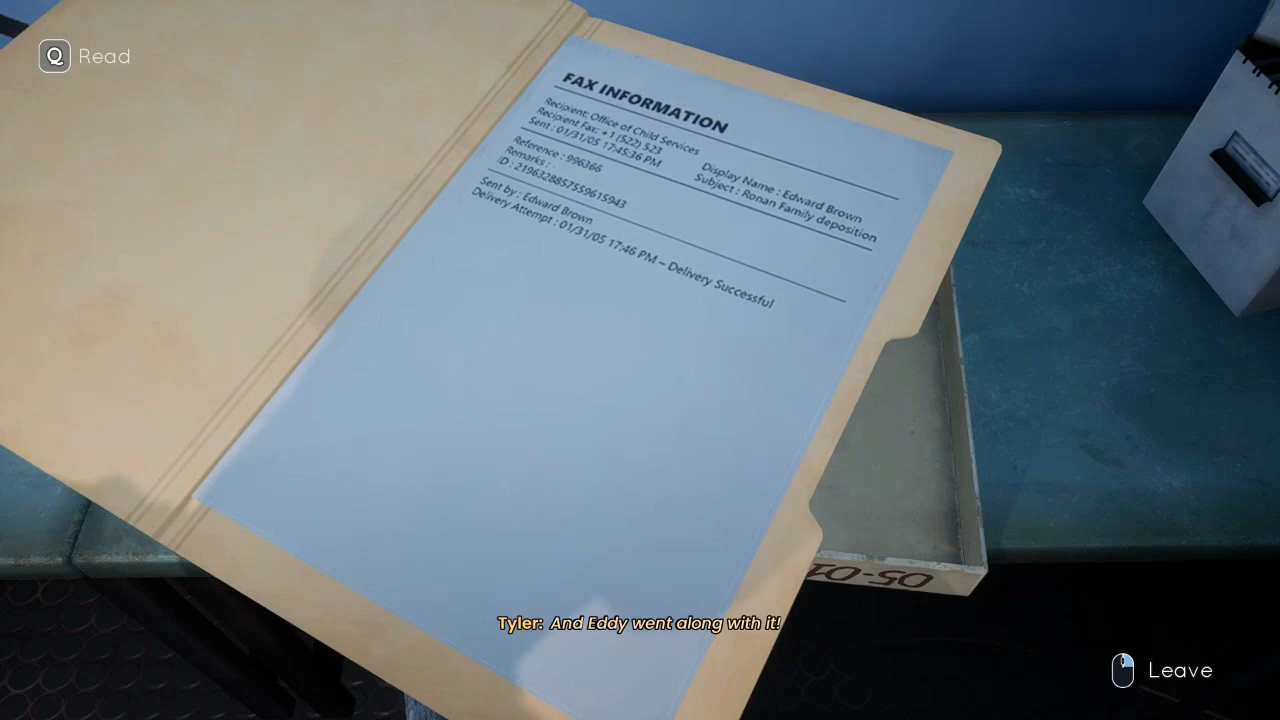 Q Read
FAX INFORMATION
Recipient: Office of Child Services
Recipient Fax: +1 (522) 523
Sent : 01/31/05 17:45:36 PM
Display Name : Edward Brown
Subject : Ronan Family deposition
Reference : 996366
Remarks :
ID : 2196328857559615943
Sent by : Edward Brown
Delivery Attempt : 01/31/05 17:46 PM – Delivery Successful
05-01
Tyler: And Eddy went along with it!
Leave